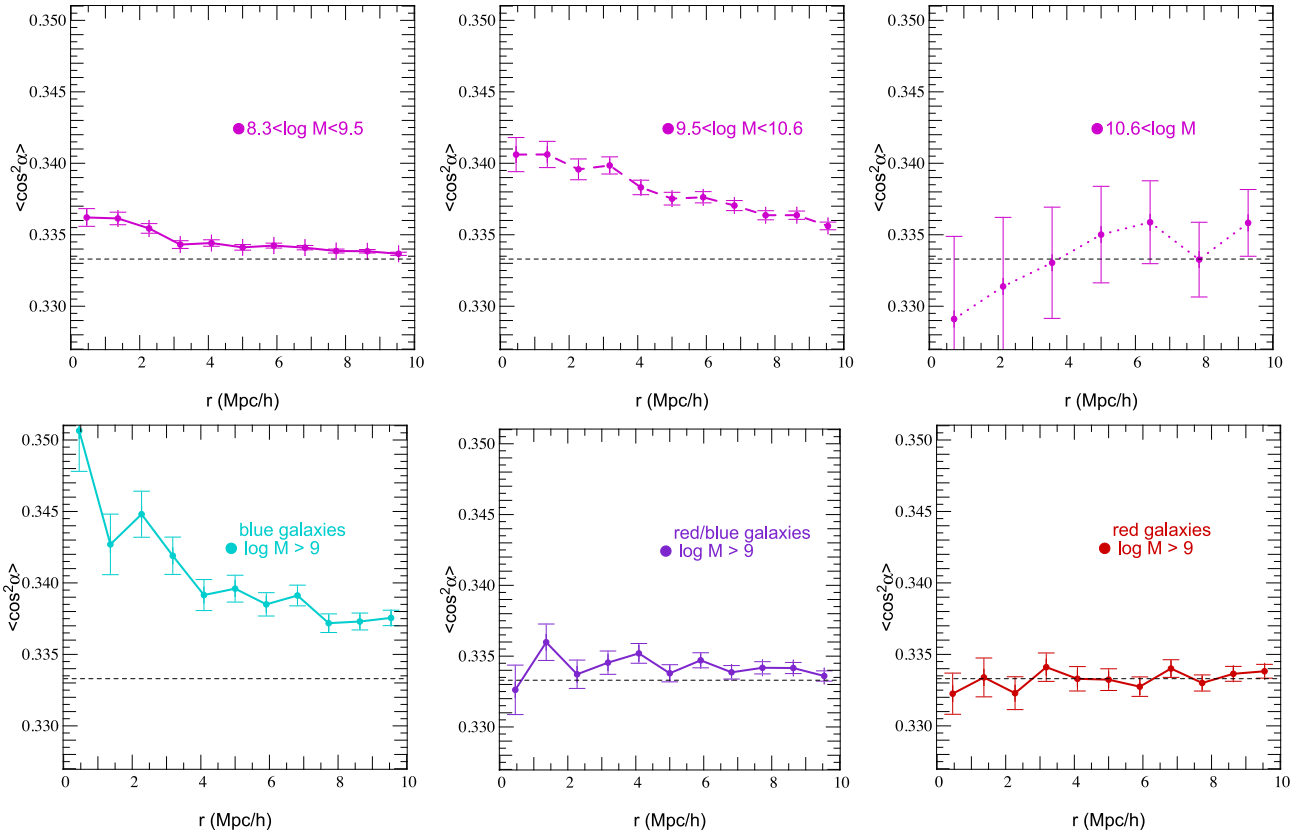 0.350
0.345
0.340
0.335
0.330
<cos²α>
8.3<log M<9.5
0 2 4 6 8 10
r (Mpc/h)
0.350
0.345
0.340
0.335
0.330
<cos²α>
9.5<log M<10.6
0 2 4 6 8 10
r (Mpc/h)
0.350
0.345
0.340
0.335
0.330
<cos²α>
10.6<log M
0 2 4 6 8 10
r (Mpc/h)
0.350
0.345
0.340
0.335
0.330
<cos²α>
blue galaxies
log M > 9
0 2 4 6 8 10
r (Mpc/h)
0.350
0.345
0.340
0.335
0.330
<cos²α>
red/blue galaxies
log M > 9
0 2 4 6 8 10
r (Mpc/h)
0.350
0.345
0.340
0.335
0.330
<cos²α>
red galaxies
log M > 9
0 2 4 6 8 10
r (Mpc/h)